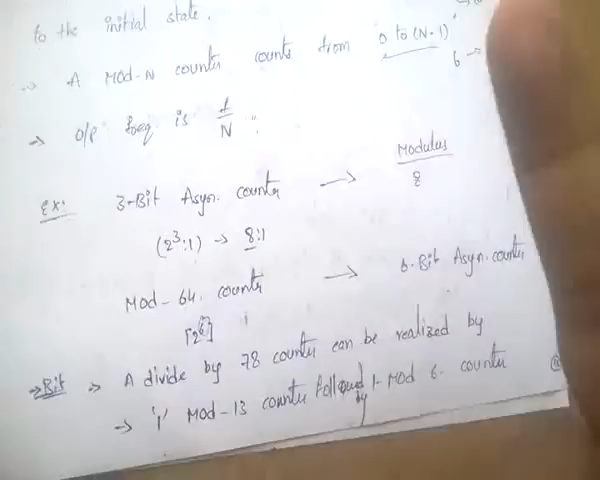 to the initial state.
→ A Mod-N counter counts from 0 to (N-1)
6 →
→ O/P freq is f/N
Modulus
Ex: 3-Bit Asyn. counter → 8
(2³:1) → 8:1
Mod-64. counter → 6-Bit Asyn. counter
[2⁶]
→ Bit → A divide by 78 counter can be realized by
→ '1' Mod-13 counter followed by 1-Mod 6 counter